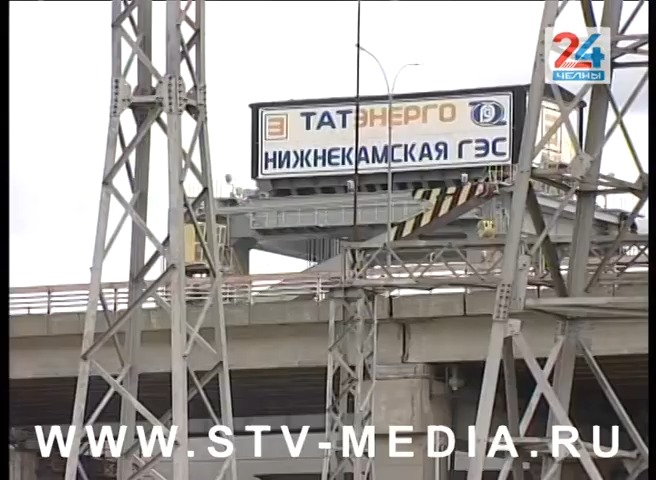 24
ЧЕЛНЫ
ТАТЭНЕРГО
НИЖНЕКАМСКАЯ ГЭС
WWW.STV-MEDIA.RU